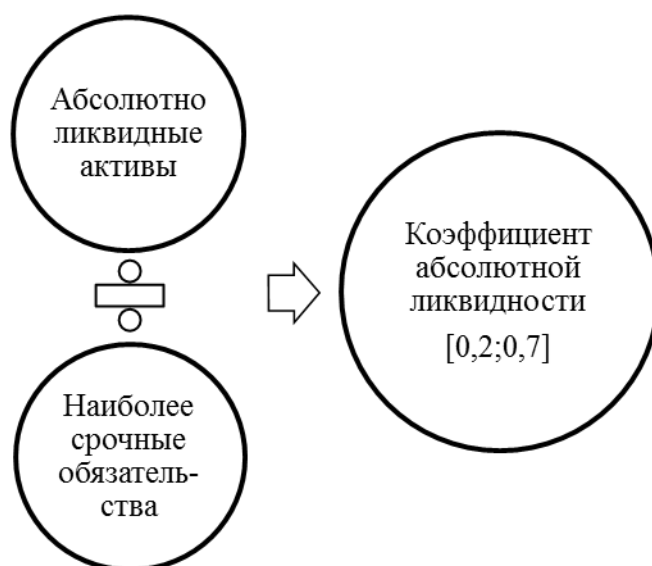 Абсолютно
ликвидные
активы
Наиболее
срочные
обязатель-
ства
Коэффициент
абсолютной
ликвидности
[0,2;0,7]